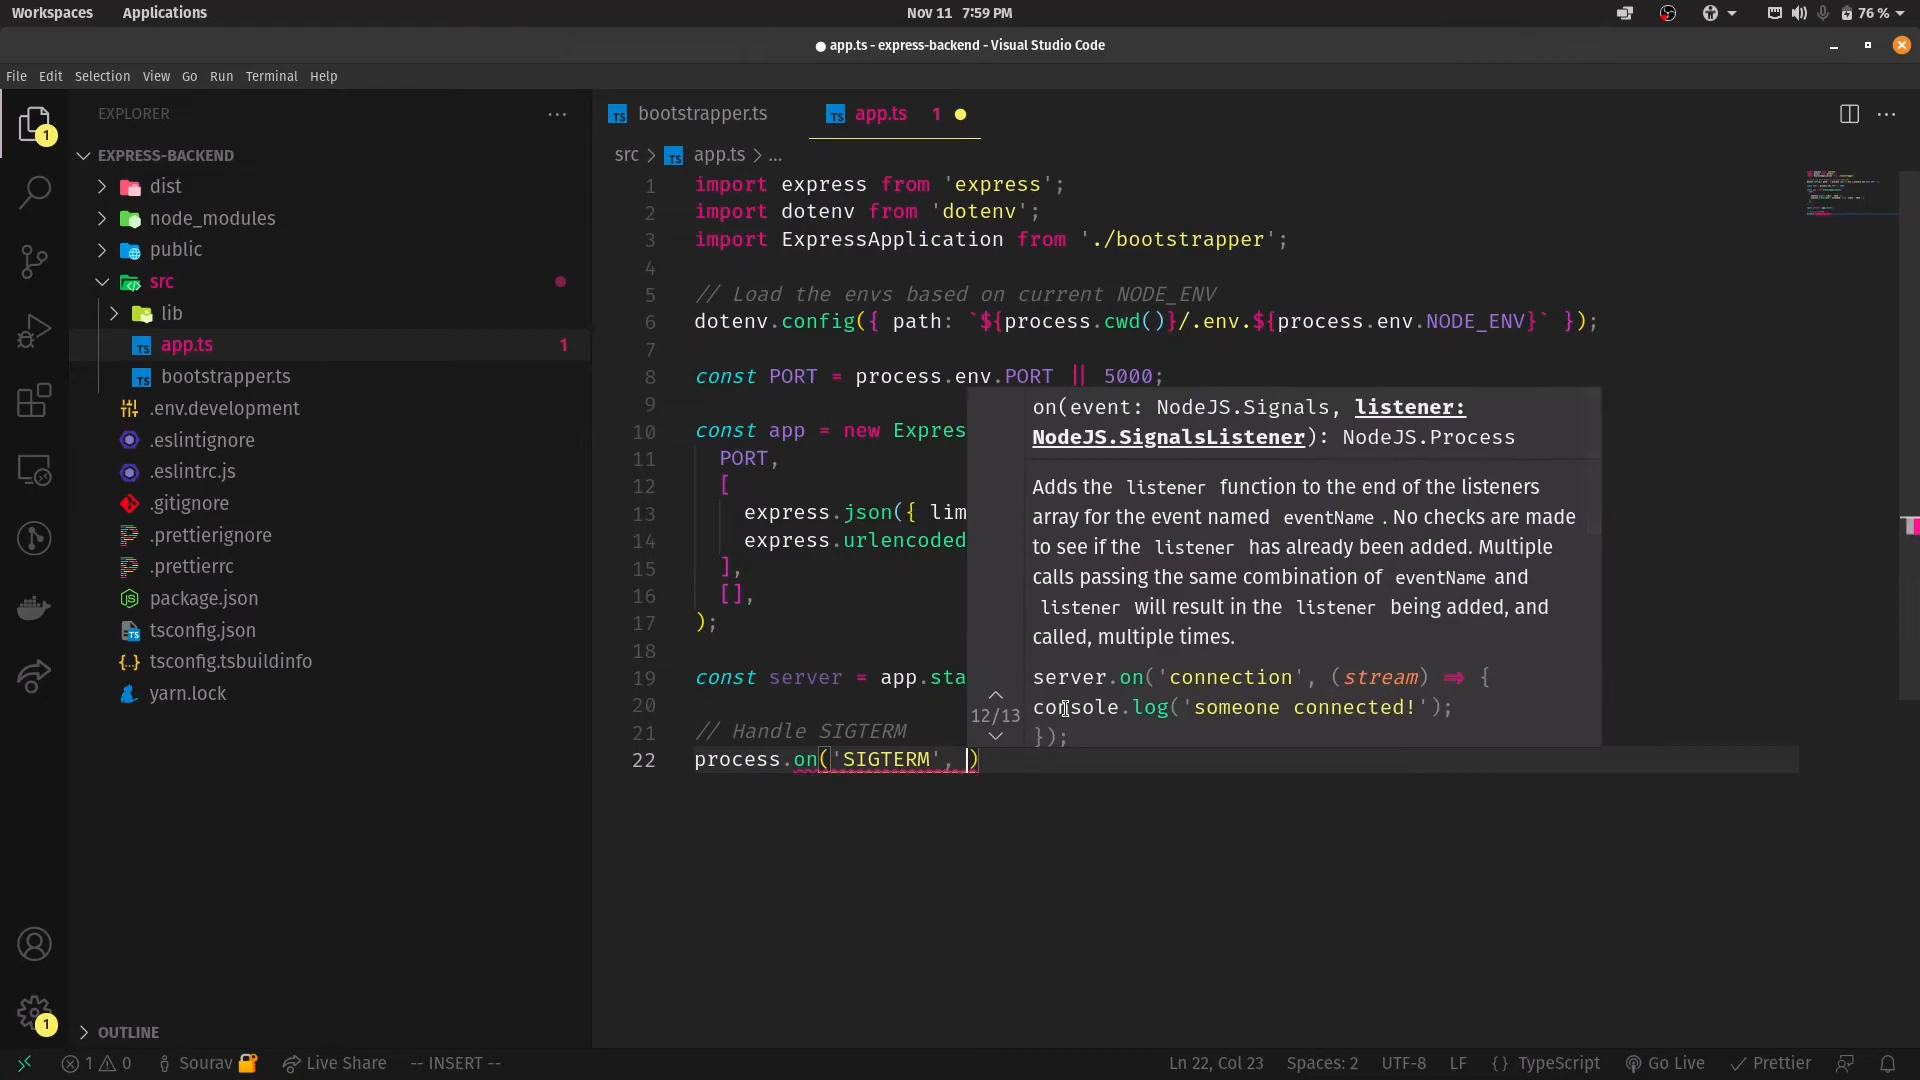 Workspaces Applications Nov 11 7:59 PM 76 %
● app.ts - express-backend - Visual Studio Code
File Edit Selection View Go Run Terminal Help
EXPLORER ···
EXPRESS-BACKEND
dist
node_modules
public
src
lib
app.ts 1
bootstrapper.ts
.env.development
.eslintignore
.eslintrc.js
.gitignore
.prettierignore
.prettierrc
package.json
tsconfig.json
tsconfig.tsbuildinfo
yarn.lock
OUTLINE
1
1
bootstrapper.ts app.ts 1
src > app.ts > ...
1 import express from 'express';
2 import dotenv from 'dotenv';
3 import ExpressApplication from './bootstrapper';
4
5 // Load the envs based on current NODE_ENV
6 dotenv.config({ path: `${process.cwd()}/.env.${process.env.NODE_ENV}` });
7
8 const PORT = process.env.PORT || 5000;
9
10 const app = new Expres
11 PORT,
12 [
13 express.json({ lim
14 express.urlencoded
15 ],
16 [],
17 );
18
19 const server = app.sta
20
21 // Handle SIGTERM
22 process.on('SIGTERM', )
on(event: NodeJS.Signals, listener:
NodeJS.SignalsListener): NodeJS.Process
Adds the listener function to the end of the listeners
array for the event named eventName . No checks are made
to see if the listener has already been added. Multiple
calls passing the same combination of eventName and
listener will result in the listener being added, and
called, multiple times.
server.on('connection', (stream) => {
console.log('someone connected!');
});
12/13
1 0 Sourav Live Share -- INSERT -- Ln 22, Col 23 Spaces: 2 UTF-8 LF {} TypeScript Go Live Prettier